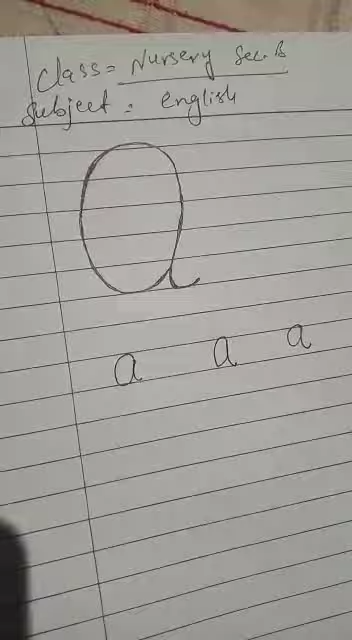 Class = Nursery Sec. B
Subject = english
a
a a a